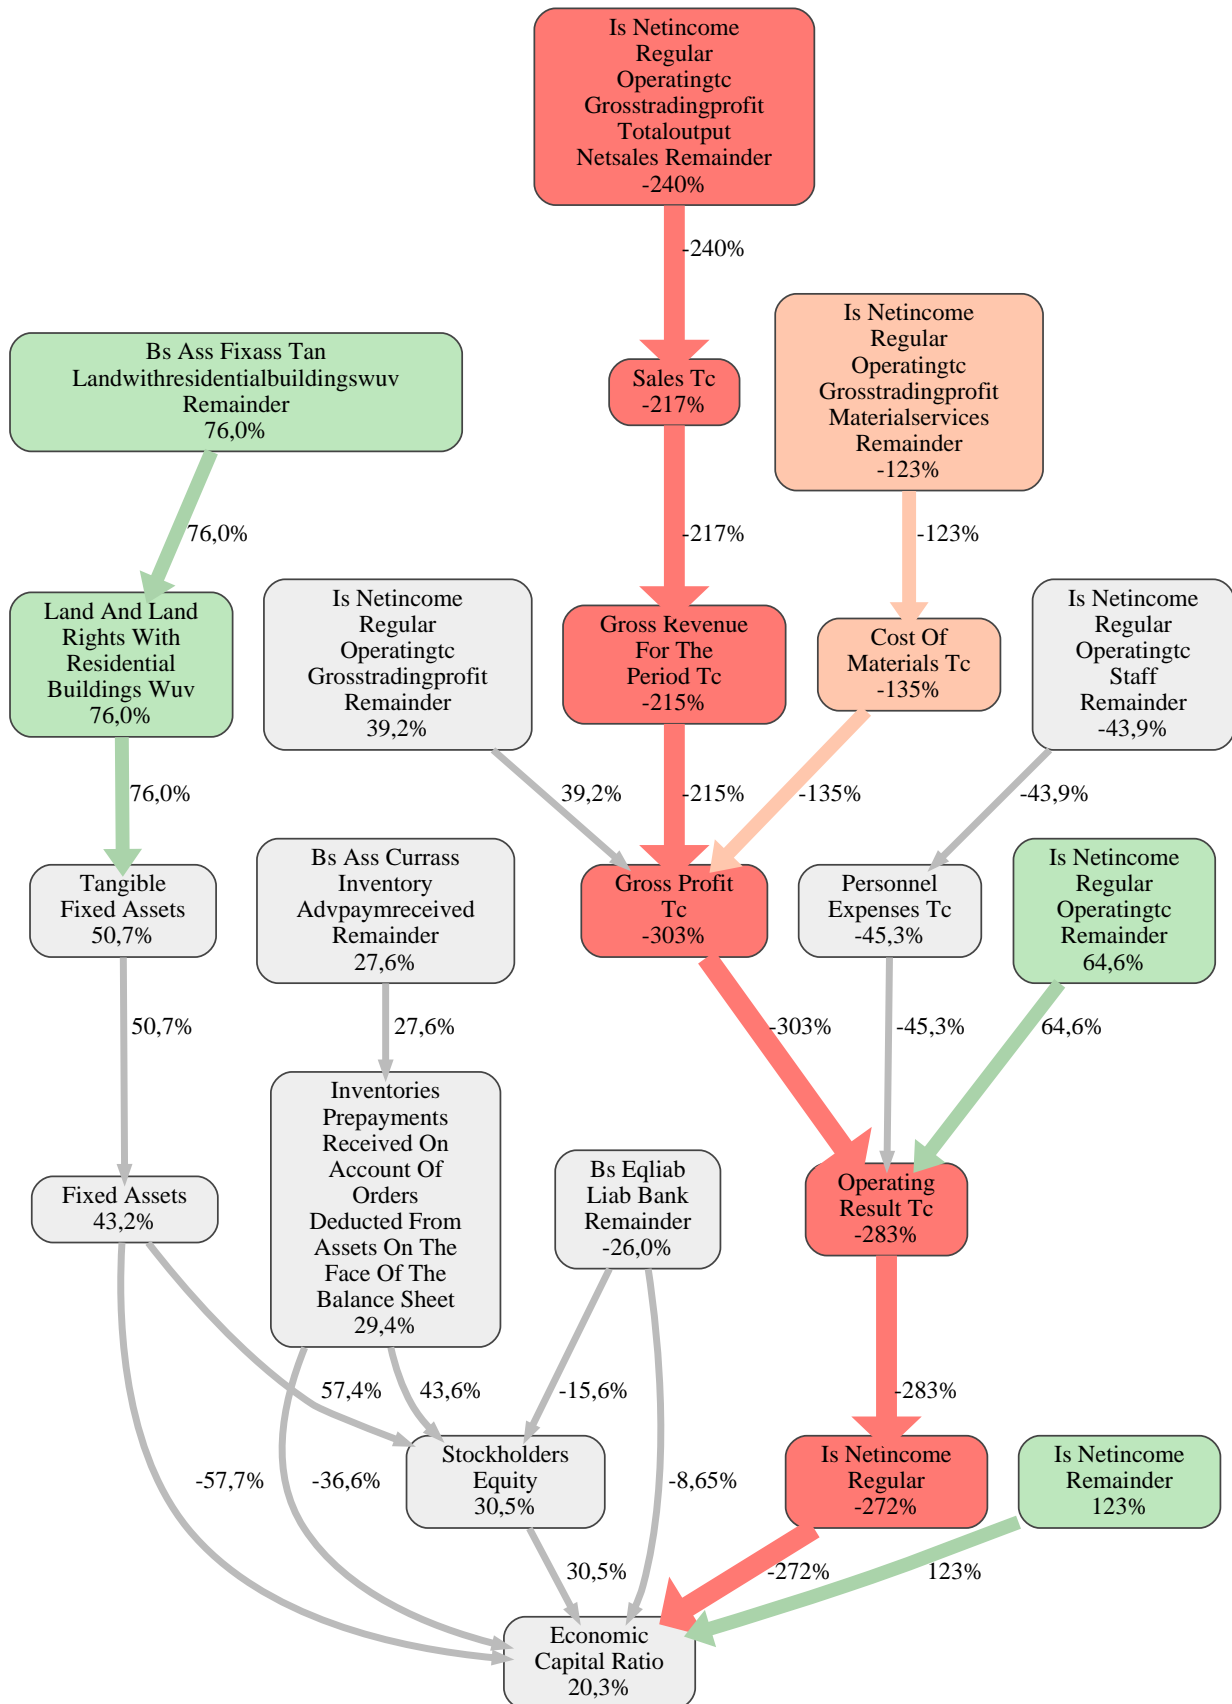 Is Netincome
Regular
Operatingtc
Grosstradingprofit
Totaloutput
Netsales Remainder
-240%
-240%
Bs Ass Fixass Tan
Landwithresidentialbuildingswuv
Remainder
76,0%
Sales Tc
-217%
Is Netincome
Regular
Operatingtc
Grosstradingprofit
Materialservices
Remainder
-123%
76,0%
-217%
-123%
Land And Land
Rights With
Residential
Buildings Wuv
76,0%
Is Netincome
Regular
Operatingtc
Grosstradingprofit
Remainder
39,2%
Gross Revenue
For The
Period Tc
-215%
Cost Of
Materials Tc
-135%
Is Netincome
Regular
Operatingtc
Staff
Remainder
-43,9%
76,0%
39,2%
-215%
-135%
-43,9%
Tangible
Fixed Assets
50,7%
Bs Ass Currass
Inventory
Advpaymreceived
Remainder
27,6%
Gross Profit
Tc
-303%
Personnel
Expenses Tc
-45,3%
Is Netincome
Regular
Operatingtc
Remainder
64,6%
50,7%
27,6%
-303%
-45,3%
64,6%
Fixed Assets
43,2%
Inventories
Prepayments
Received On
Account Of
Orders
Deducted From
Assets On The
Face Of The
Balance Sheet
29,4%
Bs Eqliab
Liab Bank
Remainder
-26,0%
Operating
Result Tc
-283%
57,4%
43,6%
-15,6%
-283%
-57,7%
-36,6%
Stockholders
Equity
30,5%
-8,65%
Is Netincome
Regular
-272%
Is Netincome
Remainder
123%
30,5%
-272%
123%
Economic
Capital Ratio
20,3%